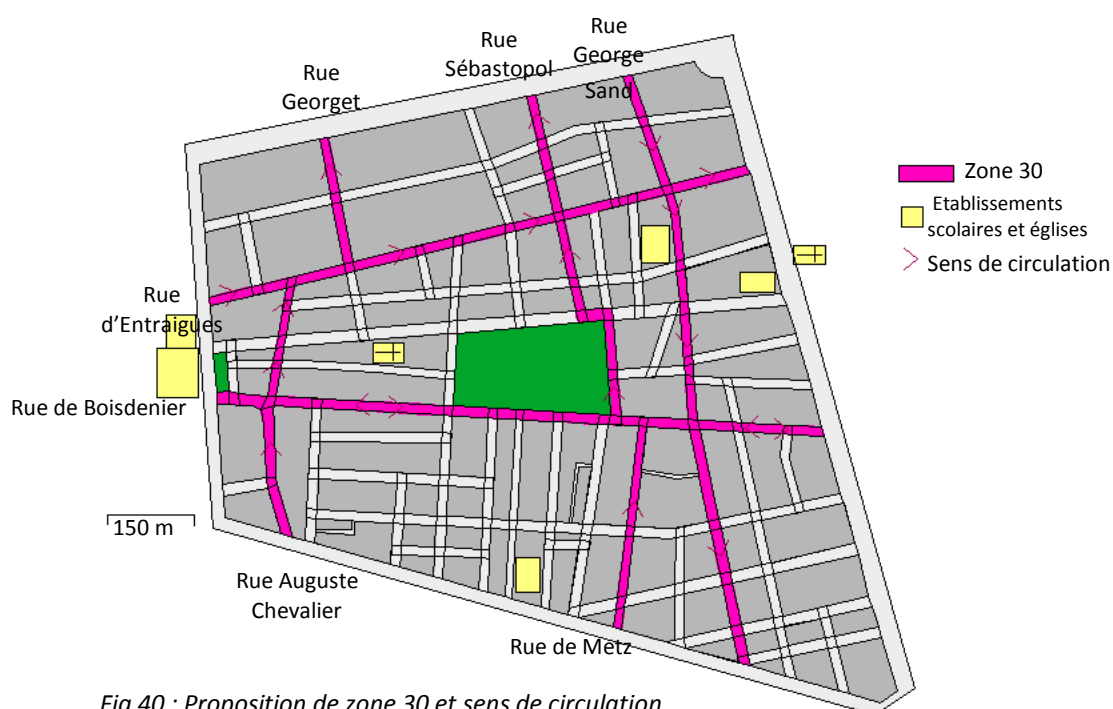 Rue
George
Sand
Rue
Sébastopol
Rue
Georget
Zone 30
Etablissements
scolaires et églises
Sens de circulation
Rue
d'Entraigues
Rue de Boisdenier
150 m
Rue Auguste
Chevalier
Rue de Metz
Fig 40 : Proposition de zone 30 et sens de circulation